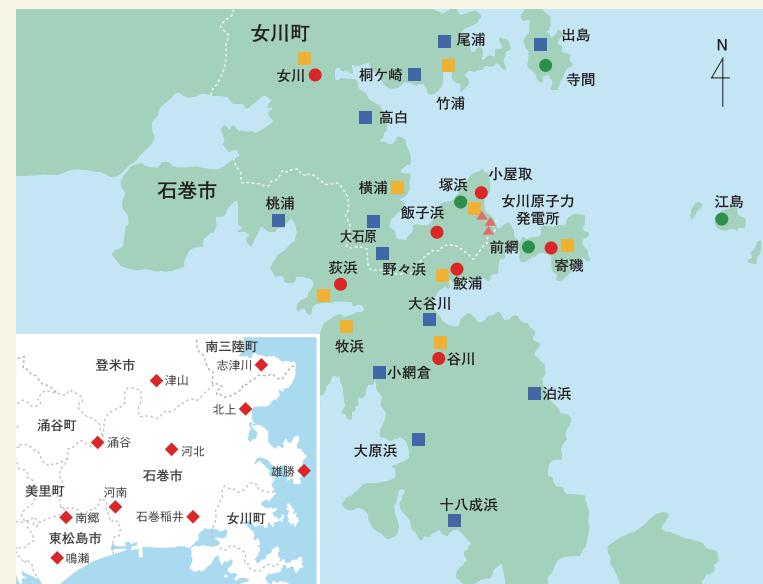 女川町
尾浦
出島
女川
桐ケ崎
寺間
竹浦
高白
N
石巻市
横浦
塚浜
小屋取
桃浦
飯子浜
女川原子力
発電所
江島
大石原
前網
荻浜
野々浜
鮫浦
寄磯
大谷川
牧浜
谷川
小網倉
泊浜
大原浜
十八成浜
南三陸町
登米市
志津川
津山
北上
涌谷町
涌谷
河北
石巻市
雄勝
美里町
河南
南郷
石巻稲井
女川町
東松島市
鳴瀬